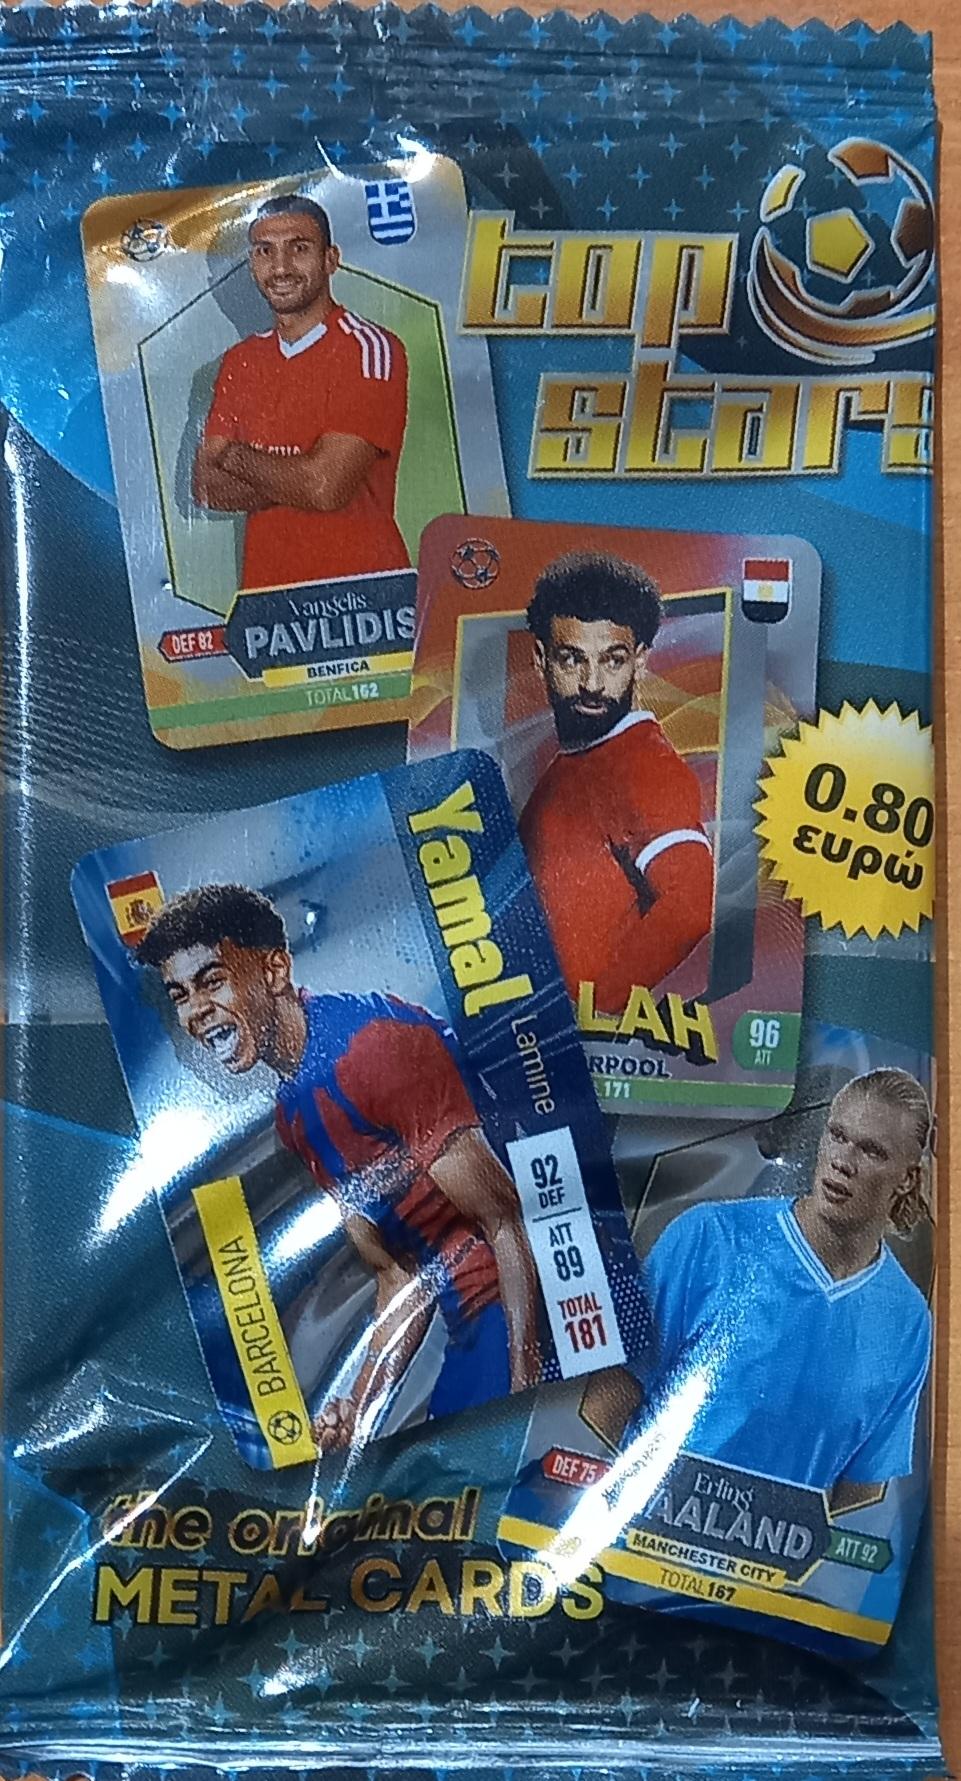 top
stars
Vangelis
PAVLIDIS
DEF 82
BENFICA
TOTAL 162
0.80
ευρώ
LAH
96
ATT
RPOOL
171
Yamal
Lamine
92
DEF
ATT
89
TOTAL
181
BARCELONA
DEF 75
Erling
AALAND
MANCHESTER CITY
ATT 92
TOTAL 167
the original
METAL CARDS